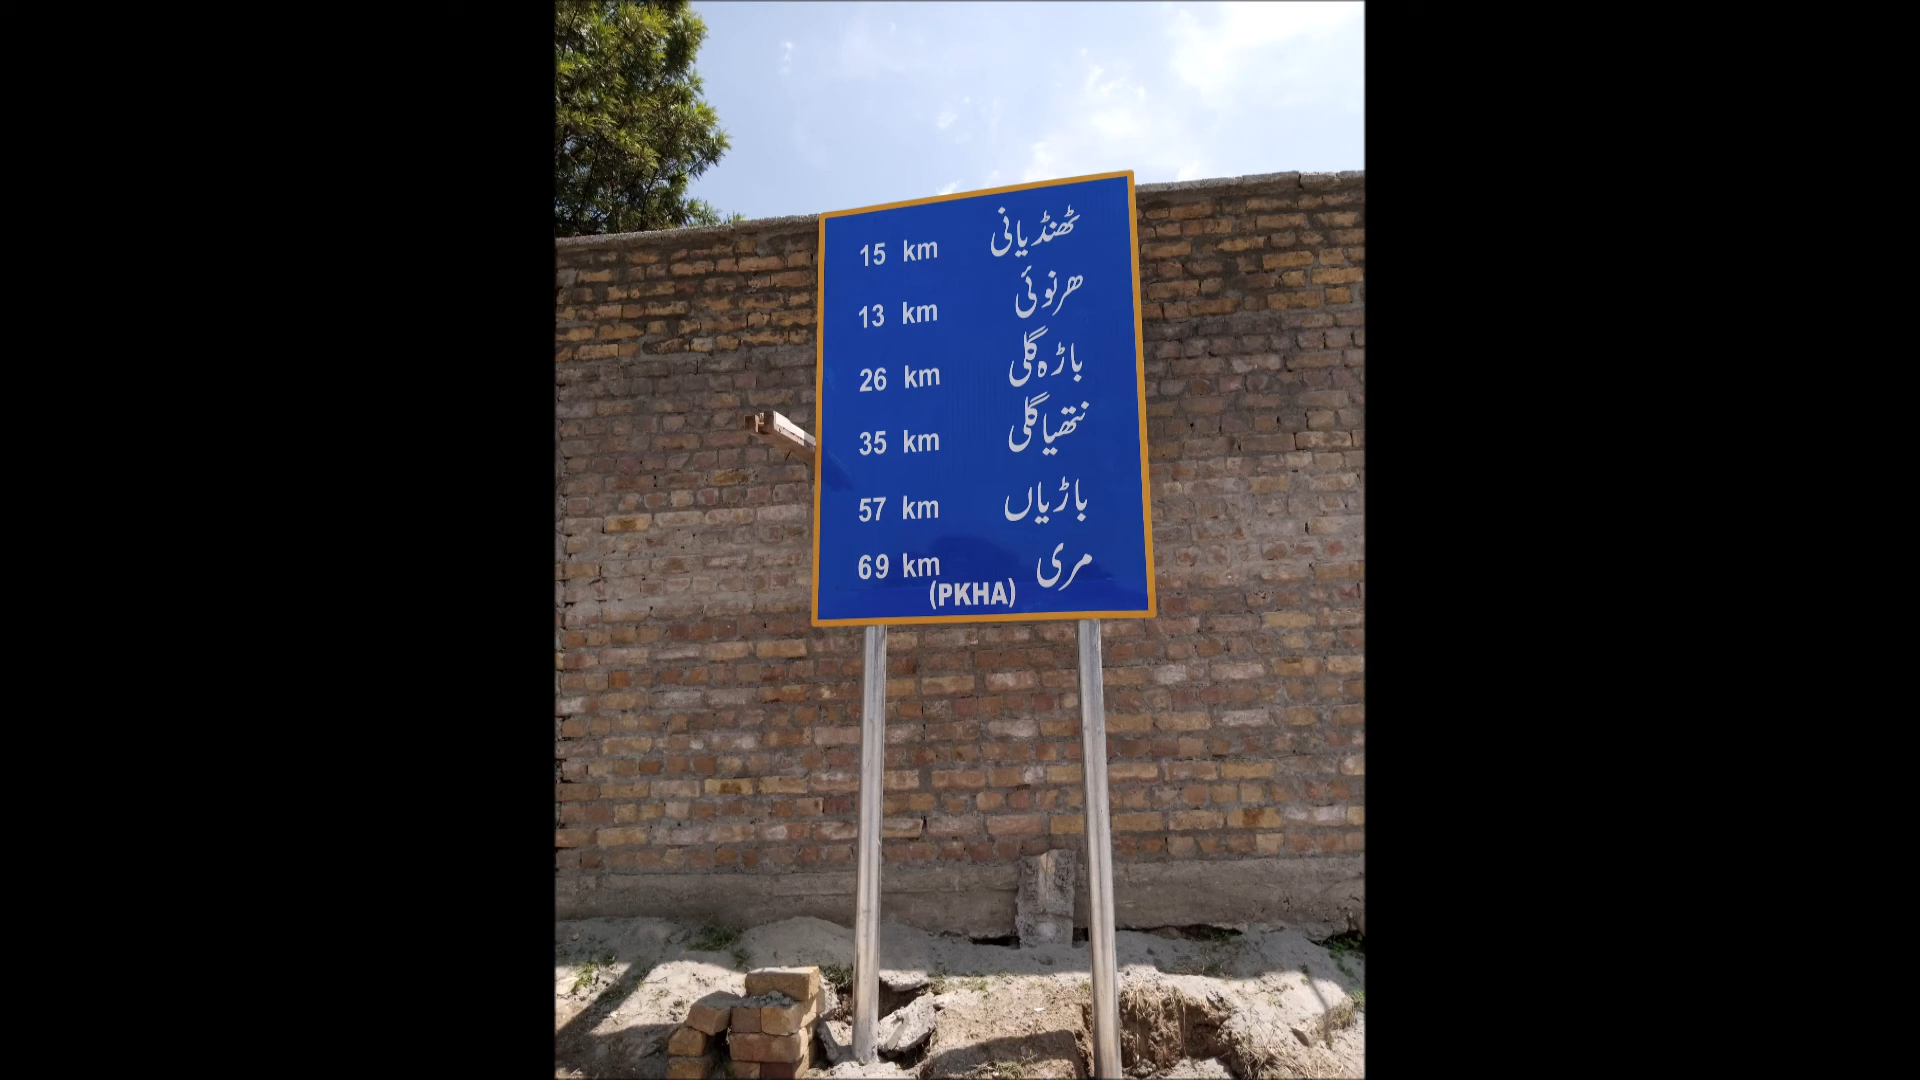 ٹھنڈیانی 15 km
ھرنوئی 13 km
باڑہ گلی 26 km
نتھیاگلی 35 km
باڑیاں 57 km
مری 69 km
(PKHA)